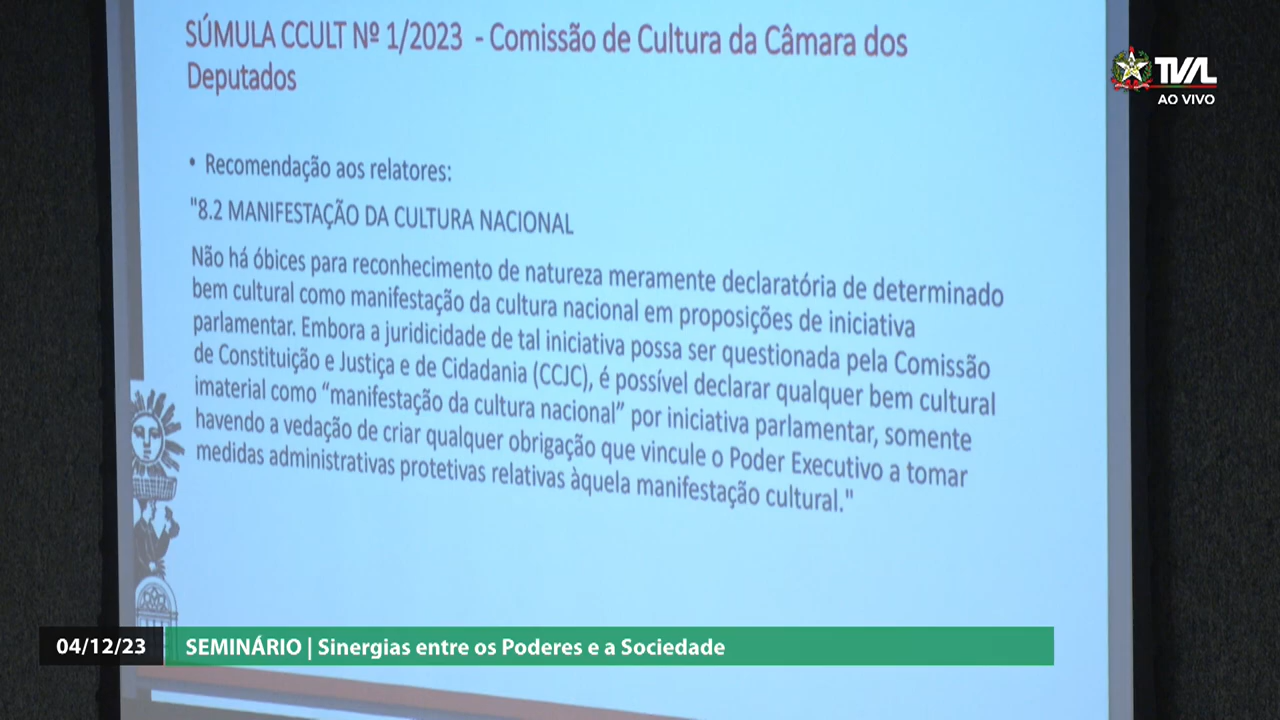 SÚMULA CCULT Nº 1/2023 - Comissão de Cultura da Câmara dos
Deputados
TVAL
AO VIVO
• Recomendação aos relatores:
"8.2 MANIFESTAÇÃO DA CULTURA NACIONAL
Não há óbices para reconhecimento de natureza meramente declaratória de determinado
bem cultural como manifestação da cultura nacional em proposições de iniciativa
parlamentar. Embora a juridicidade de tal iniciativa possa ser questionada pela Comissão
de Constituição e Justiça e de Cidadania (CCJC), é possível declarar qualquer bem cultural
imaterial como “manifestação da cultura nacional” por iniciativa parlamentar, somente
havendo a vedação de criar qualquer obrigação que vincule o Poder Executivo a tomar
medidas administrativas protetivas relativas àquela manifestação cultural."
04/12/23
SEMINÁRIO | Sinergias entre os Poderes e a Sociedade